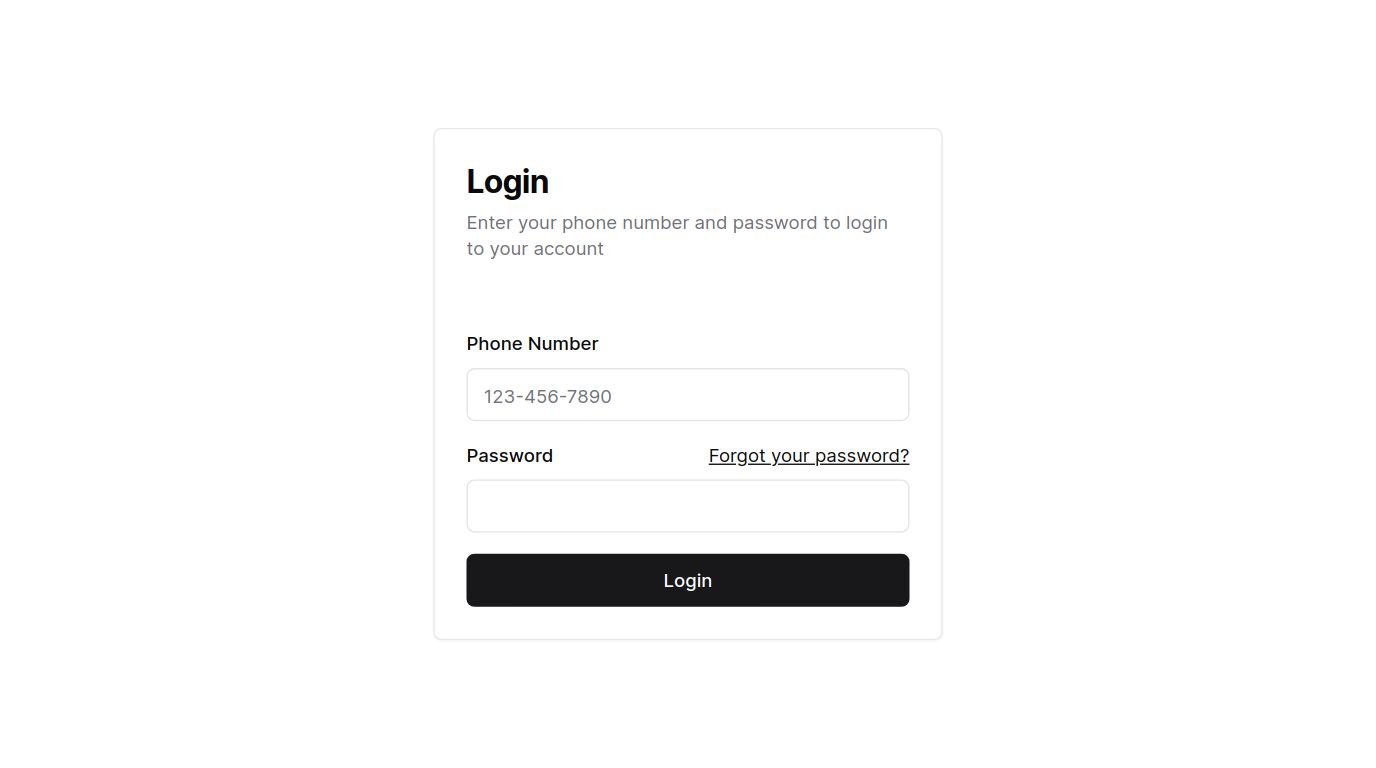 Login
Enter your phone number and password to login
to your account
Phone Number
123-456-7890
Password
Forgot your password?
Login